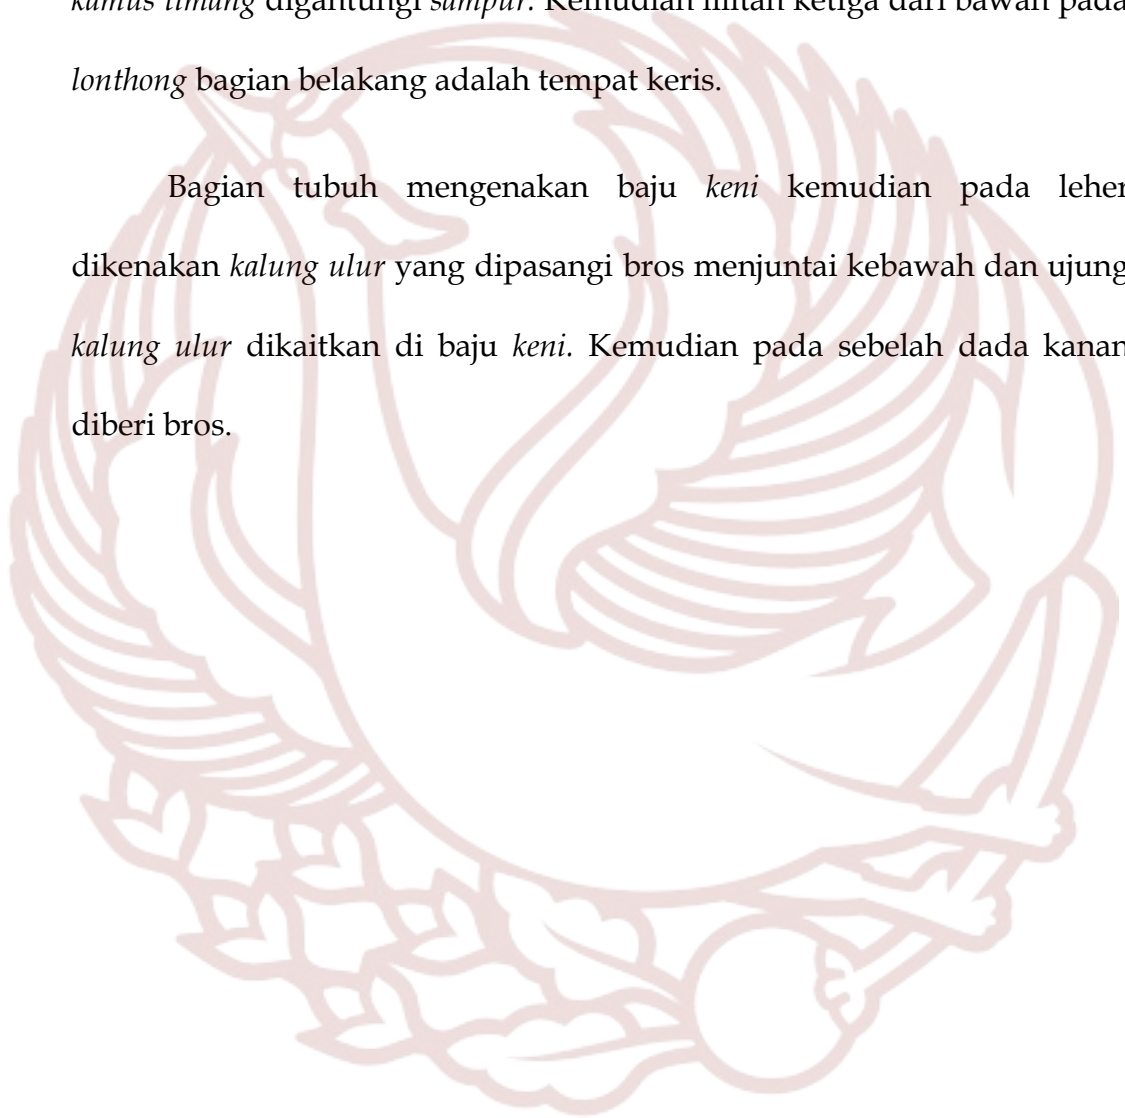 kamus timang digantungi sampur. Kemudian lilitan ketiga dari bawah pada
lonthong bagian belakang adalah tempat keris.
Bagian tubuh mengenakan baju keni kemudian pada leher
dikenakan kalung ulur yang dipasangi bros menjuntai kebawah dan ujung
kalung ulur dikaitkan di baju keni. Kemudian pada sebelah dada kanan
diberi bros.